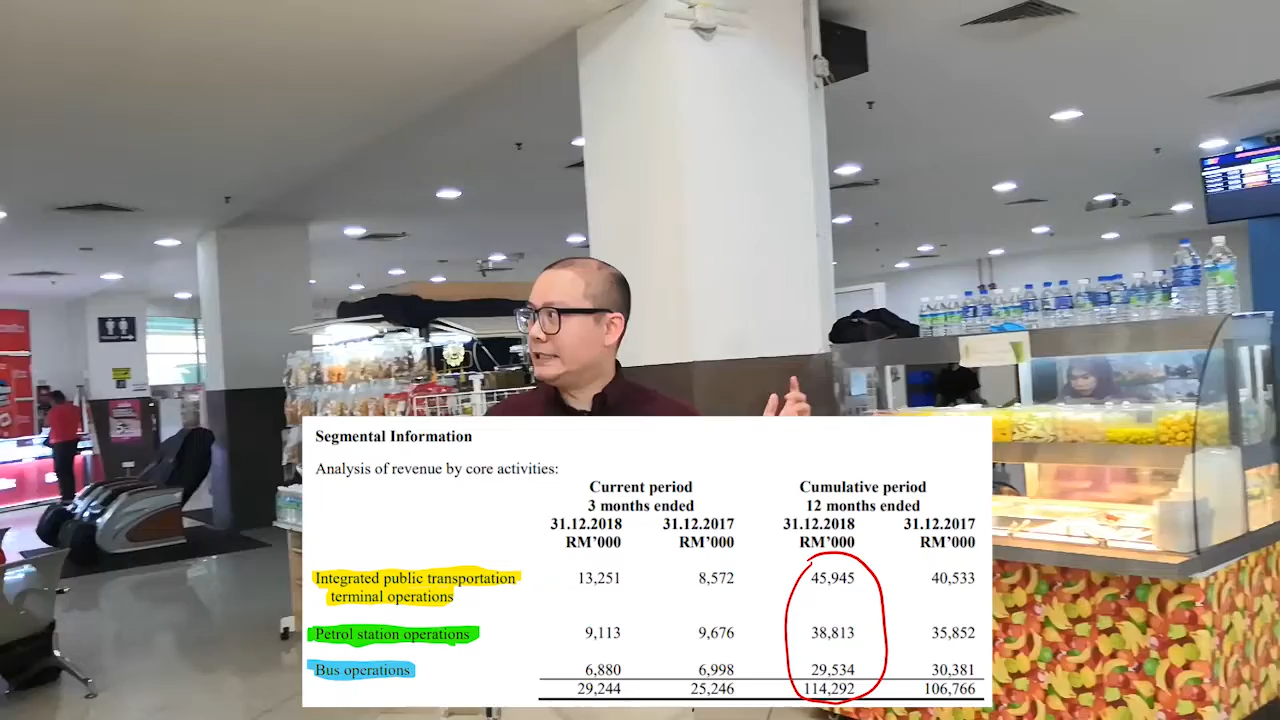 Segmental Information
Analysis of revenue by core activities:
Current period Cumulative period
3 months ended 12 months ended
31.12.2018 31.12.2017 31.12.2018 31.12.2017
RM’000 RM’000 RM’000 RM’000
Integrated public transportation 13,251 8,572 45,945 40,533
terminal operations
Petrol station operations 9,113 9,676 38,813 35,852
Bus operations 6,880 6,998 29,534 30,381
29,244 25,246 114,292 106,766